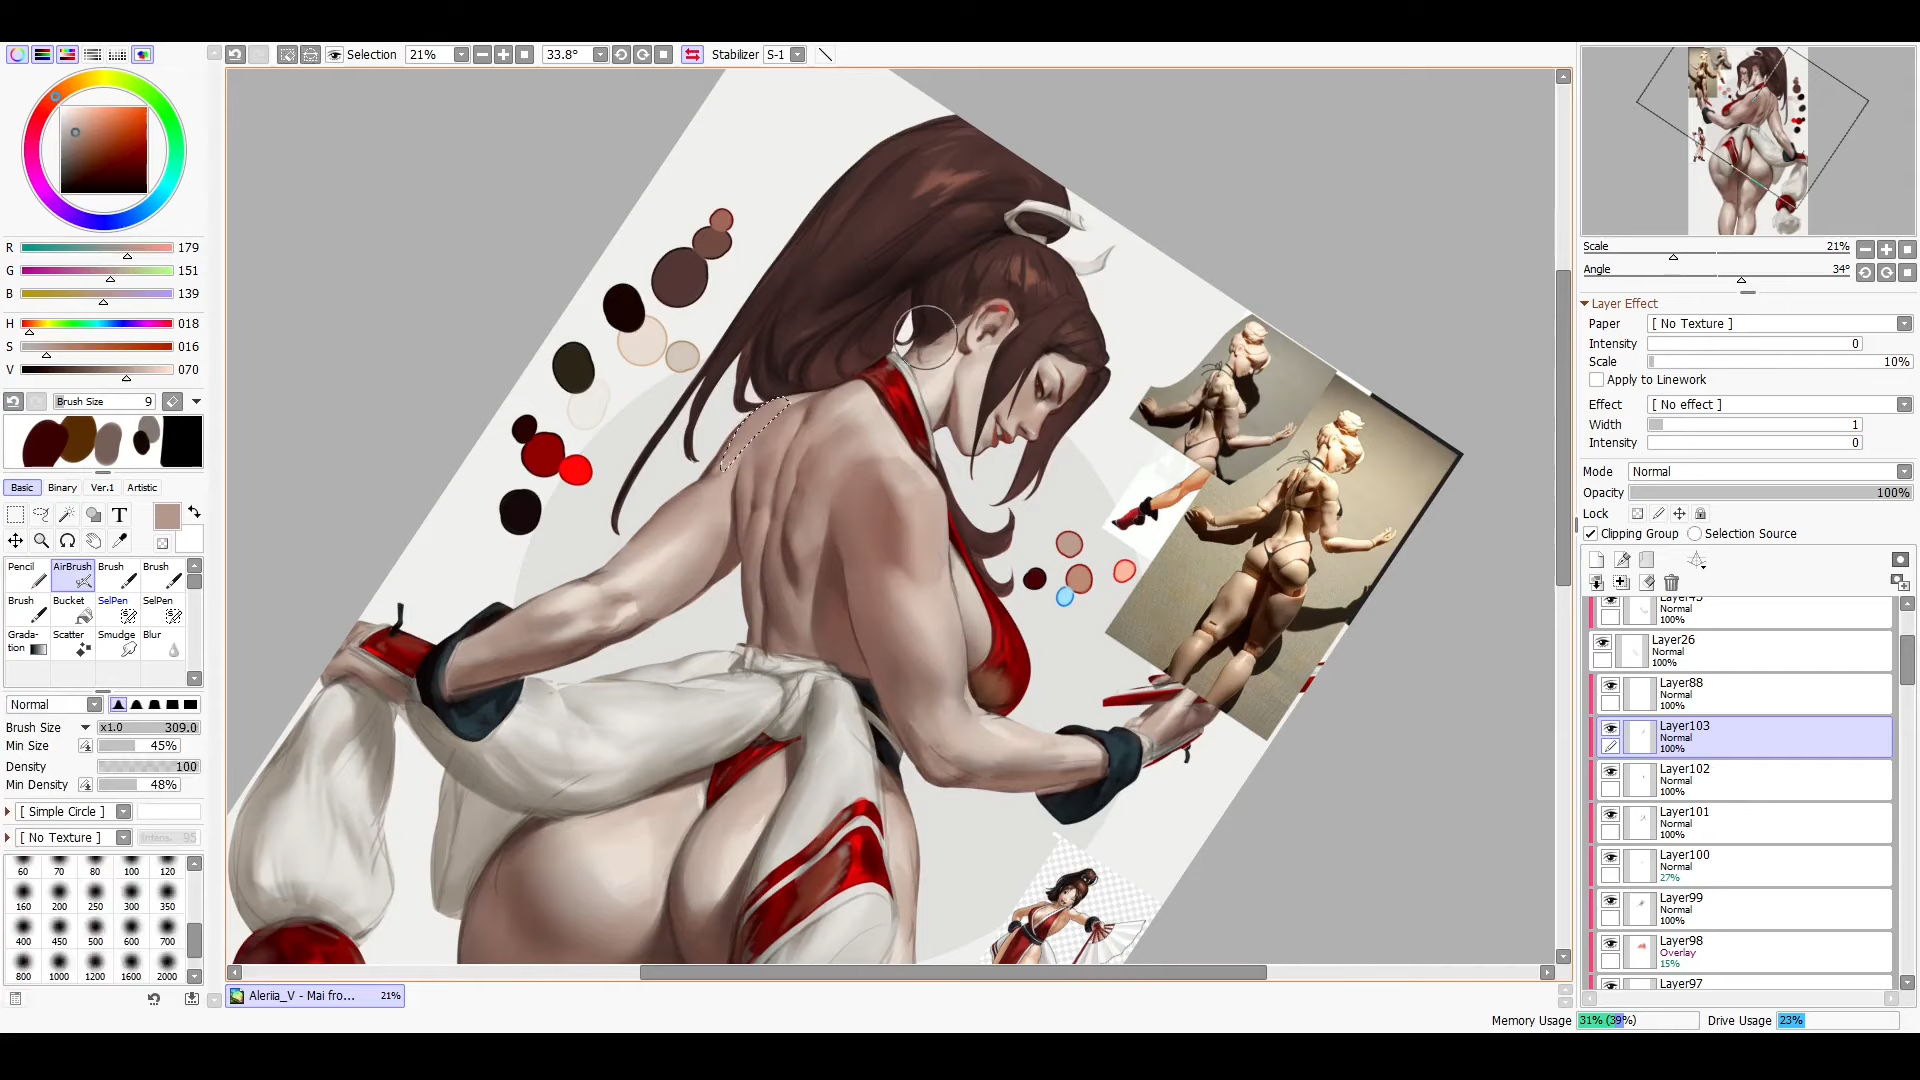 Selection 21% 33.8° Stabilizer S-1
R 179
G 151
B 139
H 018
S 016
V 070
Brush Size 9
Basic Binary Ver.1 Artistic
T
Pencil AirBrush Brush Brush
Brush Bucket SelPen SelPen
Grada- Scatter Smudge Blur
tion
Normal
Brush Size x1.0 309.0
Min Size 45%
Density 100
Min Density 48%
[ Simple Circle ]
[ No Texture ] Intens. 95
60 70 80 100 120
160 200 250 300 350
400 450 500 600 700
800 1000 1200 1600 2000
Aleriia_V - Mai fro... 21%
Scale 21%
Angle 34°
Layer Effect
Paper [ No Texture ]
Intensity 0
Scale 10%
Apply to Linework
Effect [ No effect ]
Width 1
Intensity 0
Mode Normal
Opacity 100%
Lock
Clipping Group Selection Source
Normal
100%
Layer26
Normal
100%
Layer88
Normal
100%
Layer103
Normal
100%
Layer102
Normal
100%
Layer101
Normal
100%
Layer100
Normal
27%
Layer99
Normal
100%
Layer98
Overlay
15%
Layer97
Memory Usage 31% (39%) Drive Usage 23%